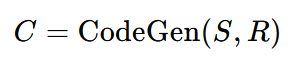 C = CodeGen(S, R)